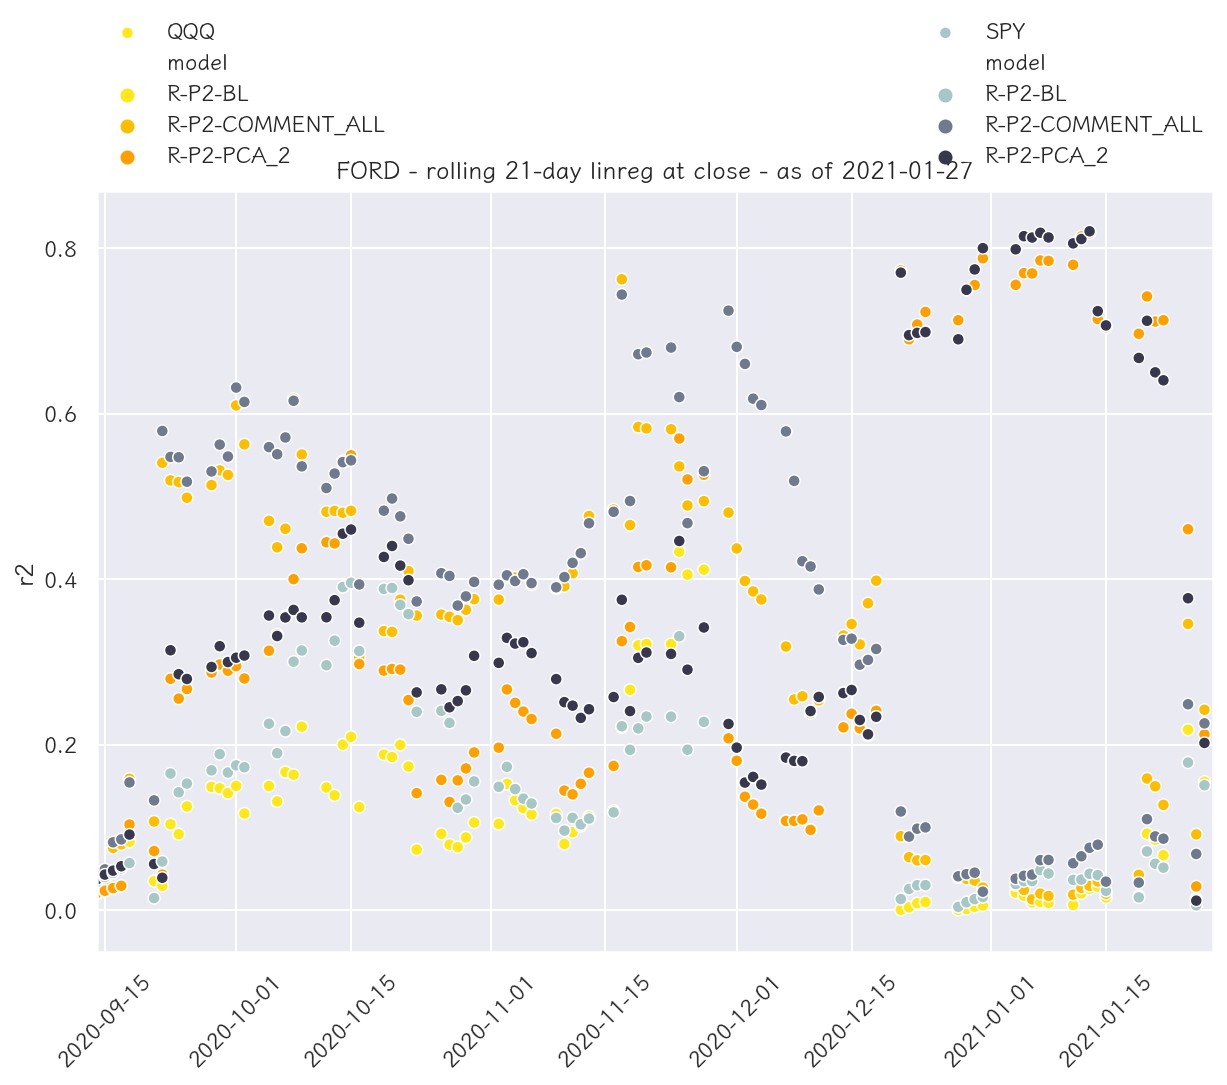 QQQ
model
R-P2-BL
R-P2-COMMENT_ALL
R-P2-PCA_2
SPY
model
R-P2-BL
R-P2-COMMENT_ALL
R-P2-PCA_2
FORD - rolling 21-day linreg at close - as of 2021-01-27
r2
0.8
0.6
0.4
0.2
0.0
2020-09-15
2020-10-01
2020-10-15
2020-11-01
2020-11-15
2020-12-01
2020-12-15
2021-01-01
2021-01-15